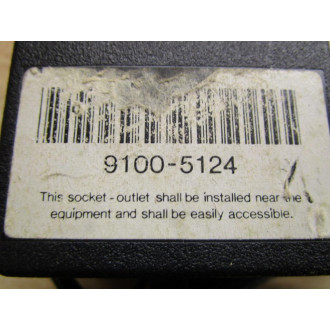 9100-5124
This socket - outlet shall be installed near the
equipment and shall be easily accessible.